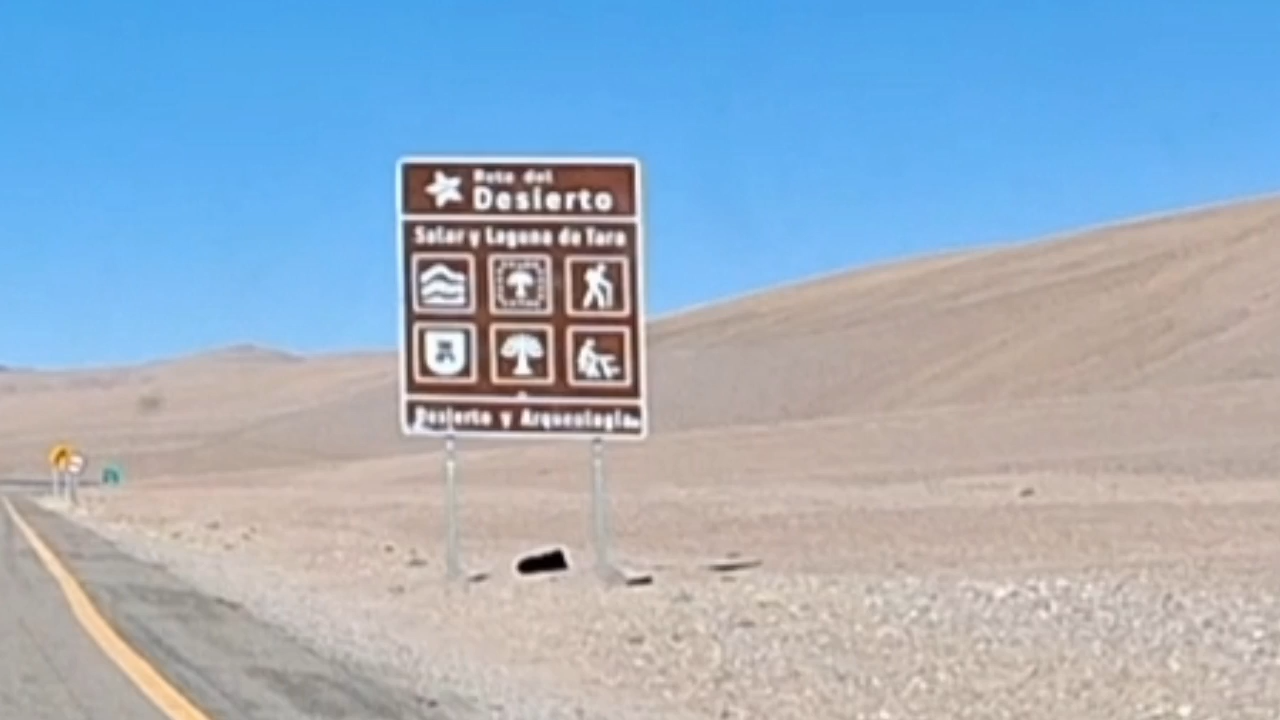 Ruta del
Desierto
Salar y Laguna de Tara
Desierto y Arqueología